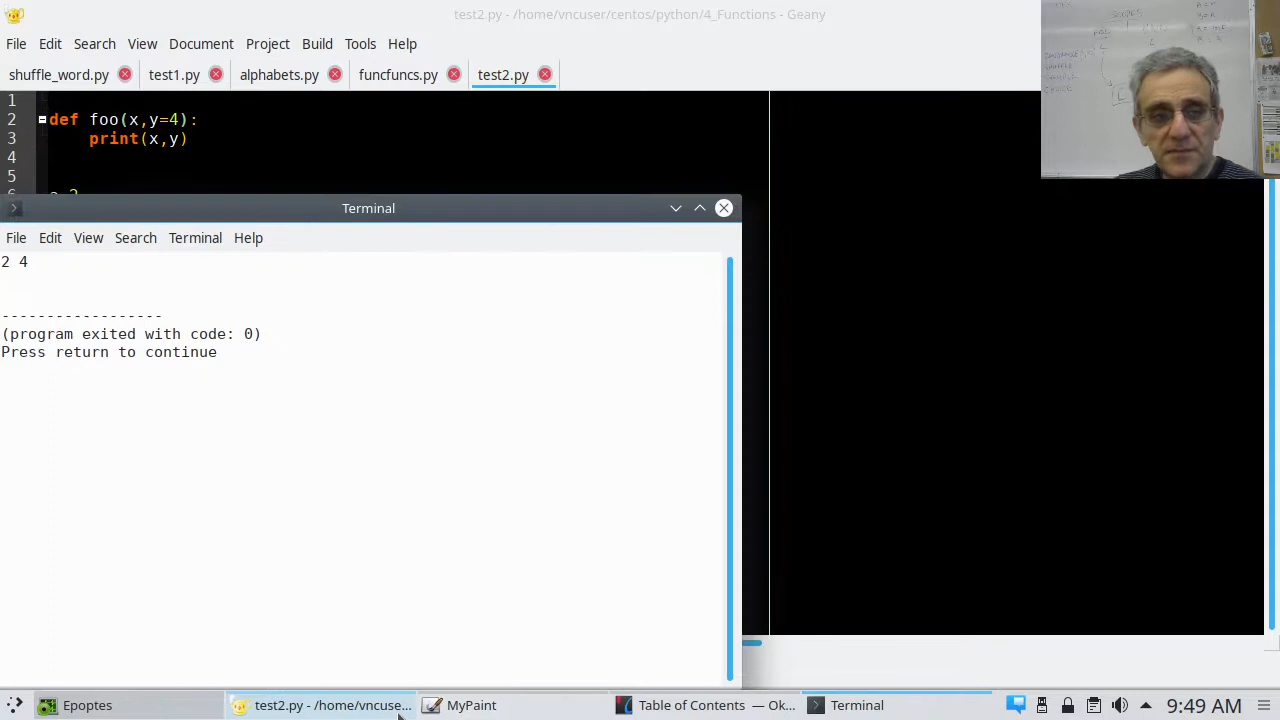 test2.py - /home/vncuser/centos/python/4_Functions - Geany
File Edit Search View Document Project Build Tools Help
shuffle_word.py test1.py alphabets.py funcfuncs.py test2.py
1
2 def foo(x,y=4):
3 print(x,y)
4
5
Terminal
File Edit View Search Terminal Help
2 4
------------------
(program exited with code: 0)
Press return to continue
Epoptes test2.py - /home/vncuse... MyPaint Table of Contents — Ok... Terminal 9:49 AM